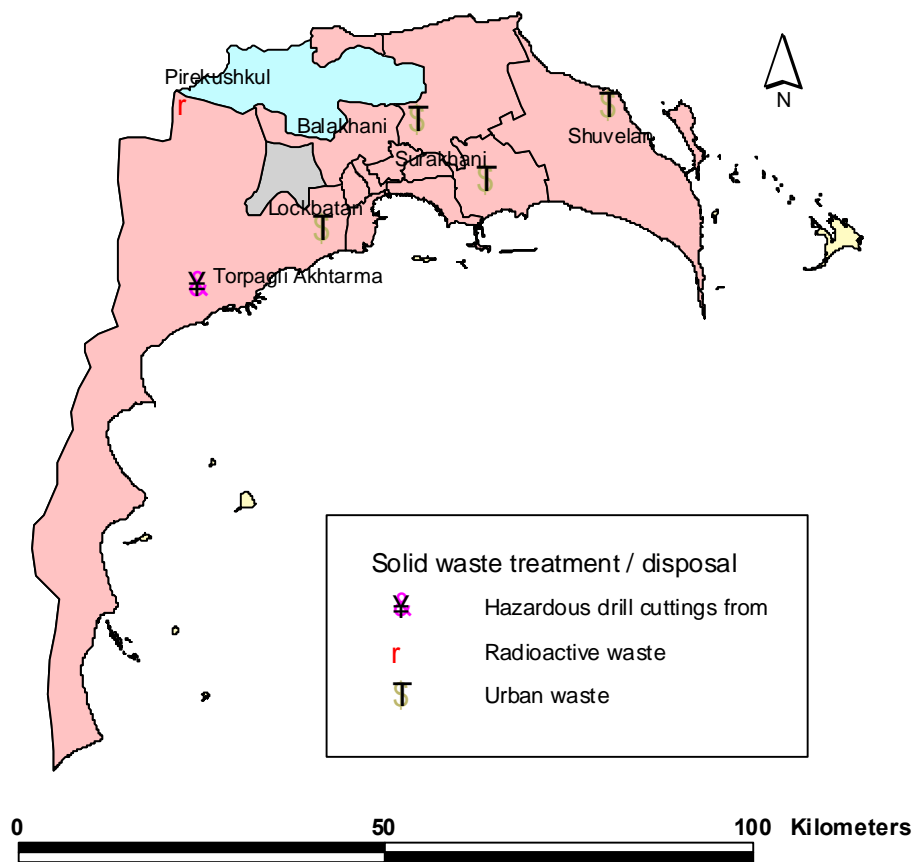 Pirekushkul
r
N
T
S
T
S
Balakhani
Shuvelan
Surakhani
T
S
Lockbatan
T
S
Torpagli Akhtarma
¥
Solid waste treatment / disposal
¥ Hazardous drill cuttings from
r Radioactive waste
T
S Urban waste
0 50 100 Kilometers